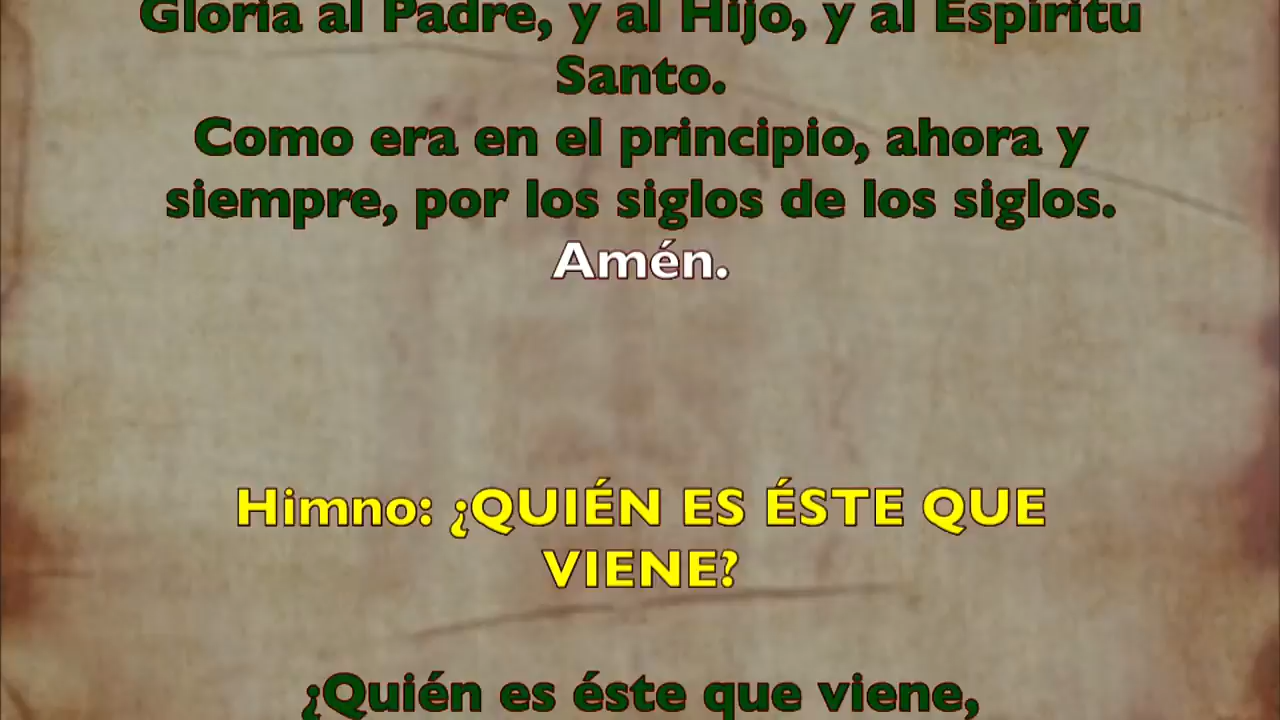 Gloria al Padre, y al Hijo, y al Espíritu
Santo.
Como era en el principio, ahora y
siempre, por los siglos de los siglos.
Amén.
Himno: ¿QUIÉN ES ÉSTE QUE
VIENE?
¿Quién es éste que viene,